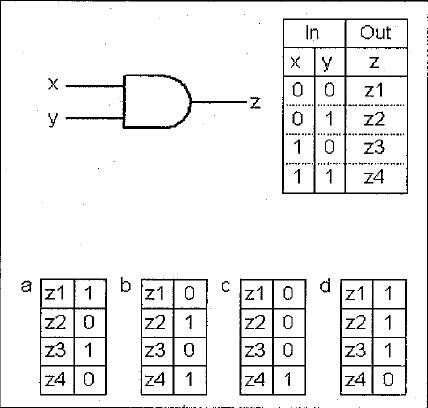 In Out
x y z
0 0 z1
0 1 z2
1 0 z3
1 1 z4
x
y
z
a
z1 1
z2 0
z3 1
z4 0
b
z1 0
z2 1
z3 0
z4 1
c
z1 0
z2 0
z3 0
z4 1
d
z1 1
z2 1
z3 1
z4 0